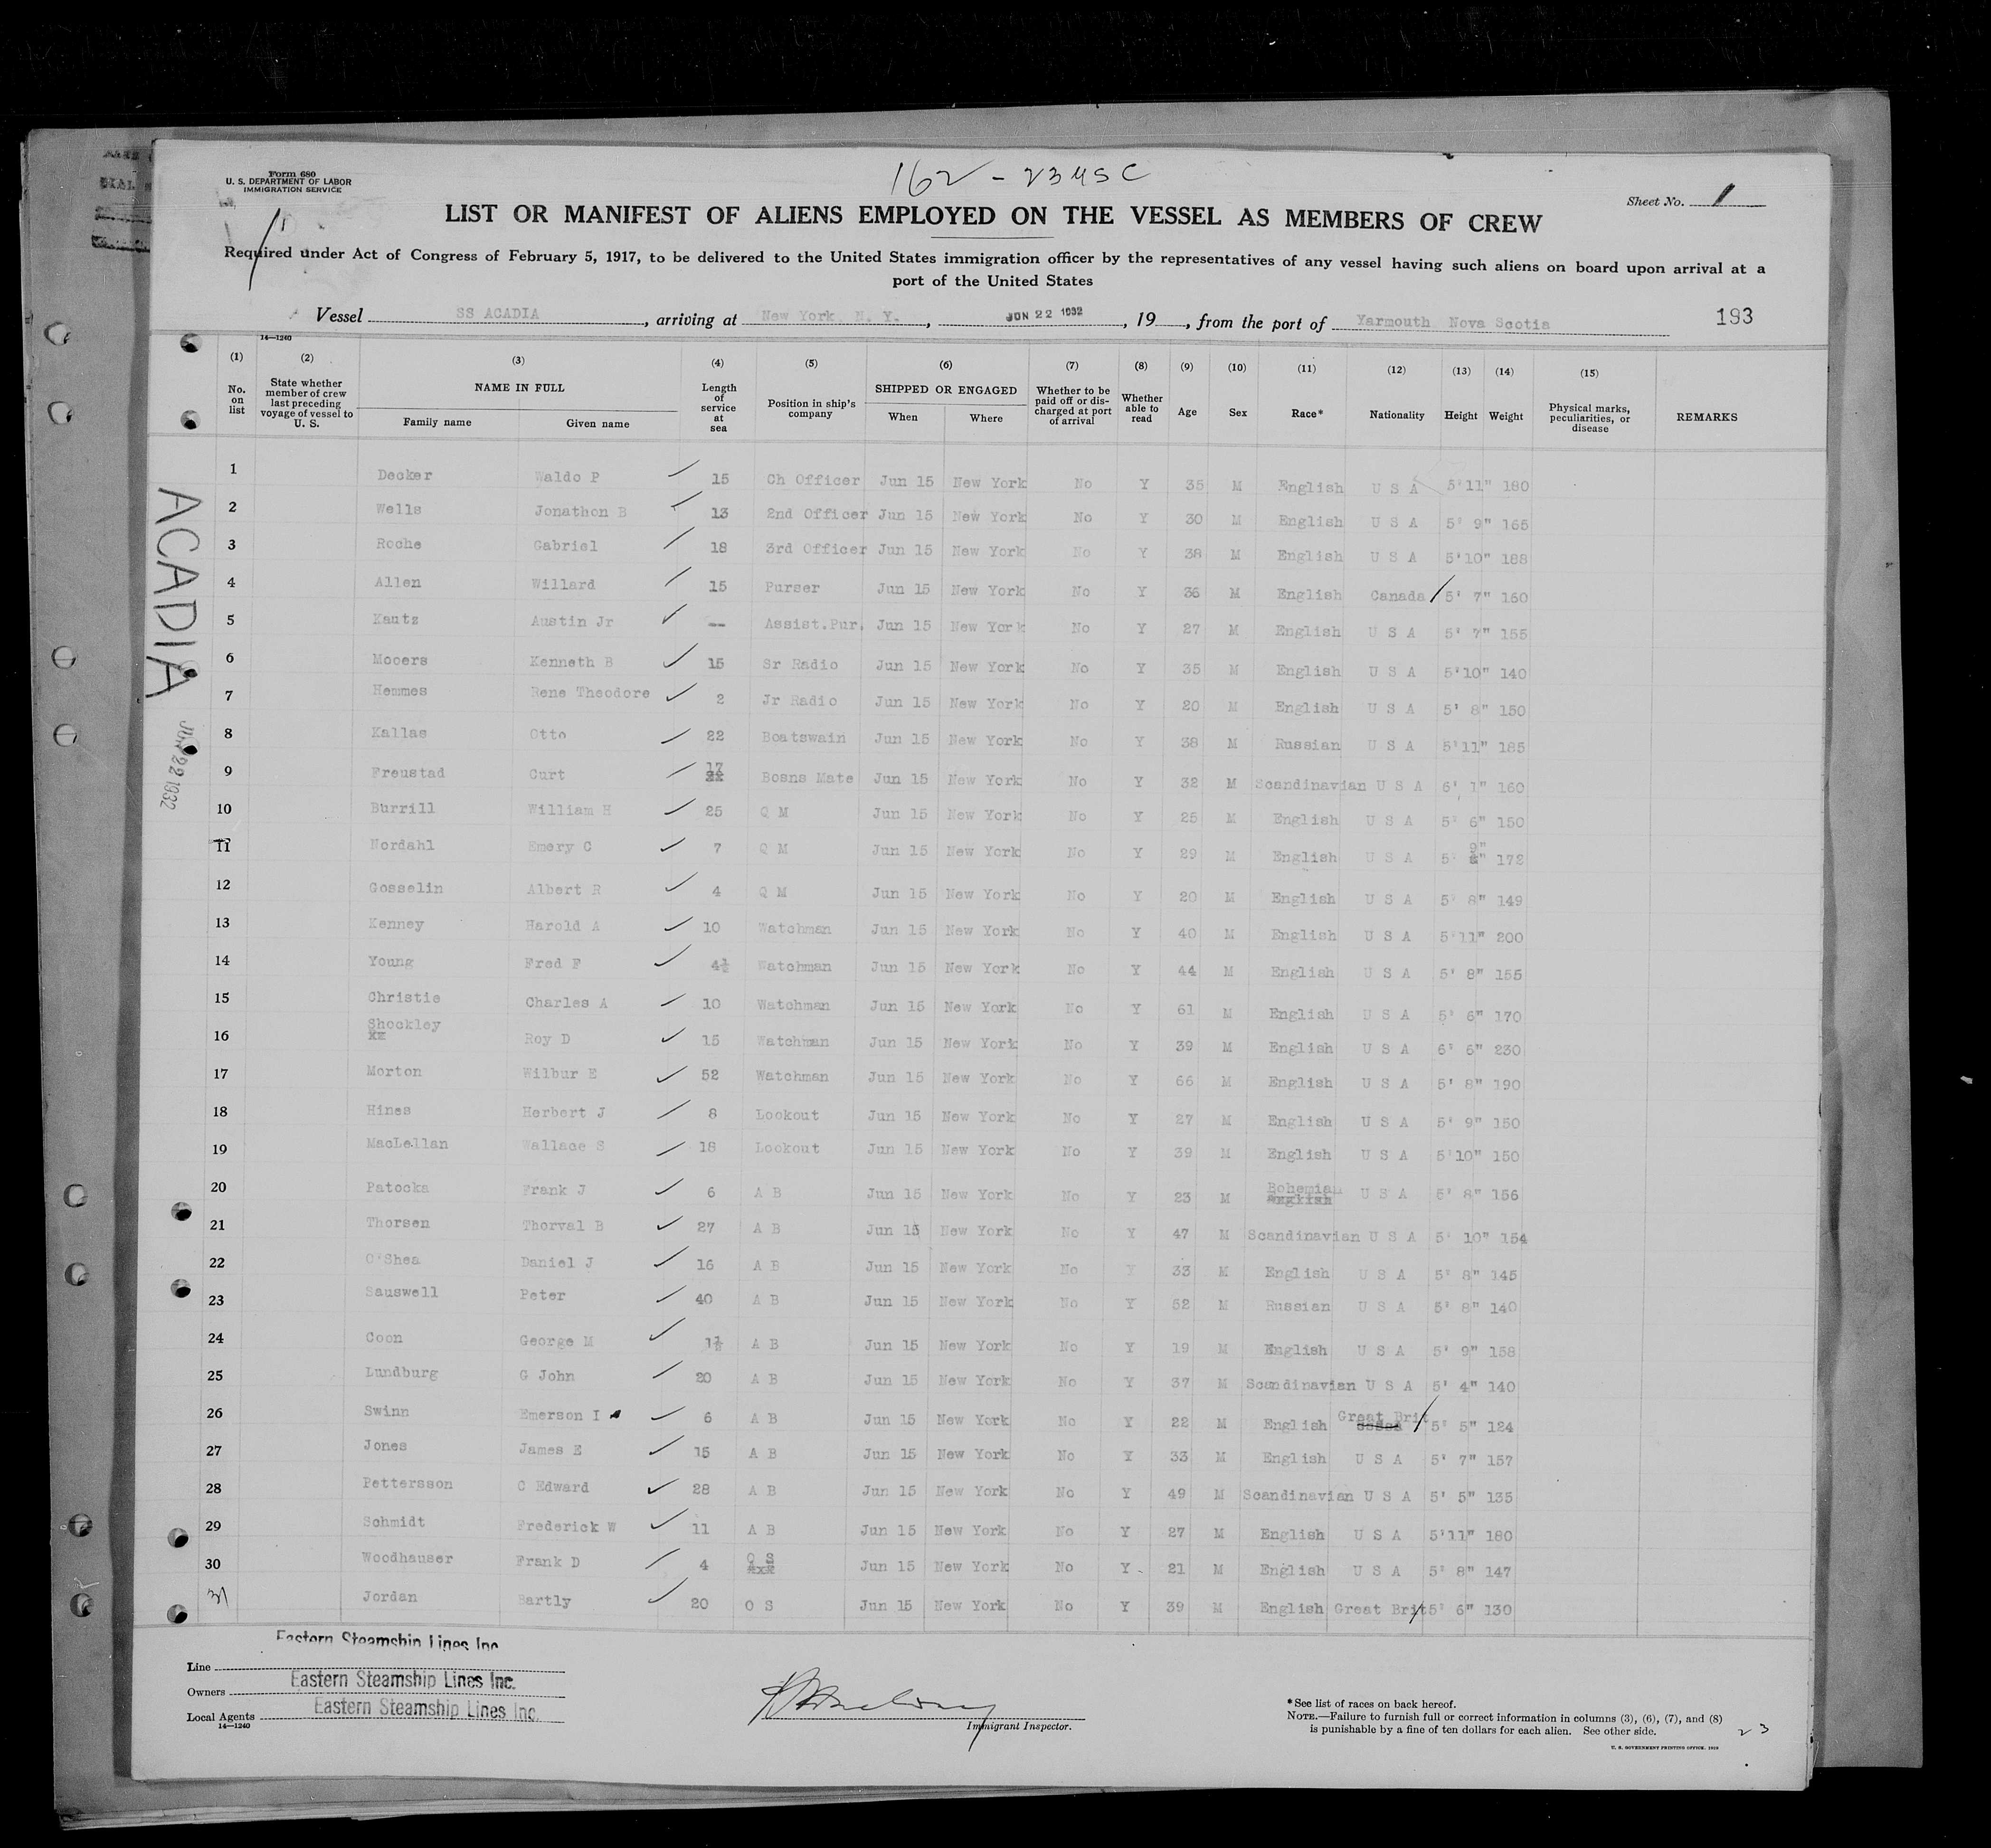 Form 680
U. S. DEPARTMENT OF LABOR
IMMIGRATION SERVICE
162 - 23 USC
Sheet No. 1
LIST OR MANIFEST OF ALIENS EMPLOYED ON THE VESSEL AS MEMBERS OF CREW
Required under Act of Congress of February 5, 1917, to be delivered to the United States immigration officer by the representatives of any vessel having such aliens on board upon arrival at a
port of the United States
Vessel SS ACADIA, arriving at New York N. Y., JUN 22 1932, 19, from the port of Yarmouth Nova Scotia 193
14—1240
(1) (2) (3) (4) (5) (6) (7) (8) (9) (10) (11) (12) (13) (14) (15)
No. on list
State whether member of crew last preceding voyage of vessel to U. S.
NAME IN FULL
Family name Given name
Length of service at sea
Position in ship's company
SHIPPED OR ENGAGED
When Where
Whether to be paid off or discharged at port of arrival
Whether able to read
Age Sex Race* Nationality Height Weight
Physical marks, peculiarities, or disease
REMARKS
1 Decker Waldo P 15 Ch Officer Jun 15 New York No Y 35 M English U S A 5'11" 180
2 Wells Jonathon B 13 2nd Officer Jun 15 New York No Y 30 M English U S A 5' 9" 165
3 Roche Gabriel 18 3rd Officer Jun 15 New York No Y 38 M English U S A 5'10" 188
4 Allen Willard 15 Purser Jun 15 New York No Y 36 M English Canada 5' 7" 160
5 Kautz Austin Jr -- Assist.Pur. Jun 15 New York No Y 27 M English U S A 5' 7" 155
6 Mooers Kenneth B 15 Sr Radio Jun 15 New York No Y 35 M English U S A 5'10" 140
7 Hemmes Rene Theodore 2 Jr Radio Jun 15 New York No Y 20 M English U S A 5' 8" 150
8 Kallas Otto 22 Boatswain Jun 15 New York No Y 38 M Russian U S A 5'11" 185
9 Freustad Curt 17 Bosns Mate Jun 15 New York No Y 32 M Scandinavian U S A 6' 1" 160
10 Burrill William H 25 Q M Jun 15 New York No Y 25 M English U S A 5' 6" 150
11 Nordahl Emery C 7 Q M Jun 15 New York No Y 29 M English U S A 5' 9" 172
12 Gosselin Albert R 4 Q M Jun 15 New York No Y 20 M English U S A 5' 8" 149
13 Kenney Harold A 10 Watchman Jun 15 New York No Y 40 M English U S A 5'11" 200
14 Young Fred F 4½ Watchman Jun 15 New York No Y 44 M English U S A 5' 8" 155
15 Christie Charles A 10 Watchman Jun 15 New York No Y 61 M English U S A 5' 6" 170
16 Shockley Roy D 15 Watchman Jun 15 New York No Y 39 M English U S A 6' 6" 230
17 Morton Wilbur E 52 Watchman Jun 15 New York No Y 66 M English U S A 5' 8" 190
18 Hines Herbert J 8 Lookout Jun 15 New York No Y 27 M English U S A 5' 9" 150
19 MacLellan Wallace S 18 Lookout Jun 15 New York No Y 39 M English U S A 5'10" 150
20 Patocka Frank J 6 A B Jun 15 New York No Y 23 M Bohemian English U S A 5' 8" 156
21 Thorsen Thorval B 27 A B Jun 15 New York No Y 47 M Scandinavian U S A 5' 10" 154
22 O'Shea Daniel J 16 A B Jun 15 New York No Y 33 M English U S A 5' 8" 145
23 Sauswell Peter 40 A B Jun 15 New York No Y 52 M Russian U S A 5' 8" 140
24 Coon George M 1½ A B Jun 15 New York No Y 19 M English U S A 5' 9" 158
25 Lundburg G John 20 A B Jun 15 New York No Y 37 M Scandinavian U S A 5' 4" 140
26 Swinn Emerson I 6 A B Jun 15 New York No Y 22 M English Great Brit 5' 5" 124
27 Jones James E 15 A B Jun 15 New York No Y 33 M English U S A 5' 7" 157
28 Pettersson C Edward 28 A B Jun 15 New York No Y 49 M Scandinavian U S A 5' 5" 135
29 Schmidt Frederick W 11 A B Jun 15 New York No Y 27 M English U S A 5'11" 180
30 Woodhauser Frank D 4 O S Jun 15 New York No Y 21 M English U S A 5' 8" 147
31 Jordan Bartly 20 O S Jun 15 New York No Y 39 M English Great Brit 5' 6" 130
ACADIA
JUN 22 1932
Eastern Steamship Lines Inc
Line
Owners Eastern Steamship Lines Inc.
Local Agents Eastern Steamship Lines Inc.
14—1240
Immigrant Inspector.
*See list of races on back hereof.
NOTE.—Failure to furnish full or correct information in columns (3), (6), (7), and (8)
is punishable by a fine of ten dollars for each alien. See other side.
U. S. GOVERNMENT PRINTING OFFICE
23